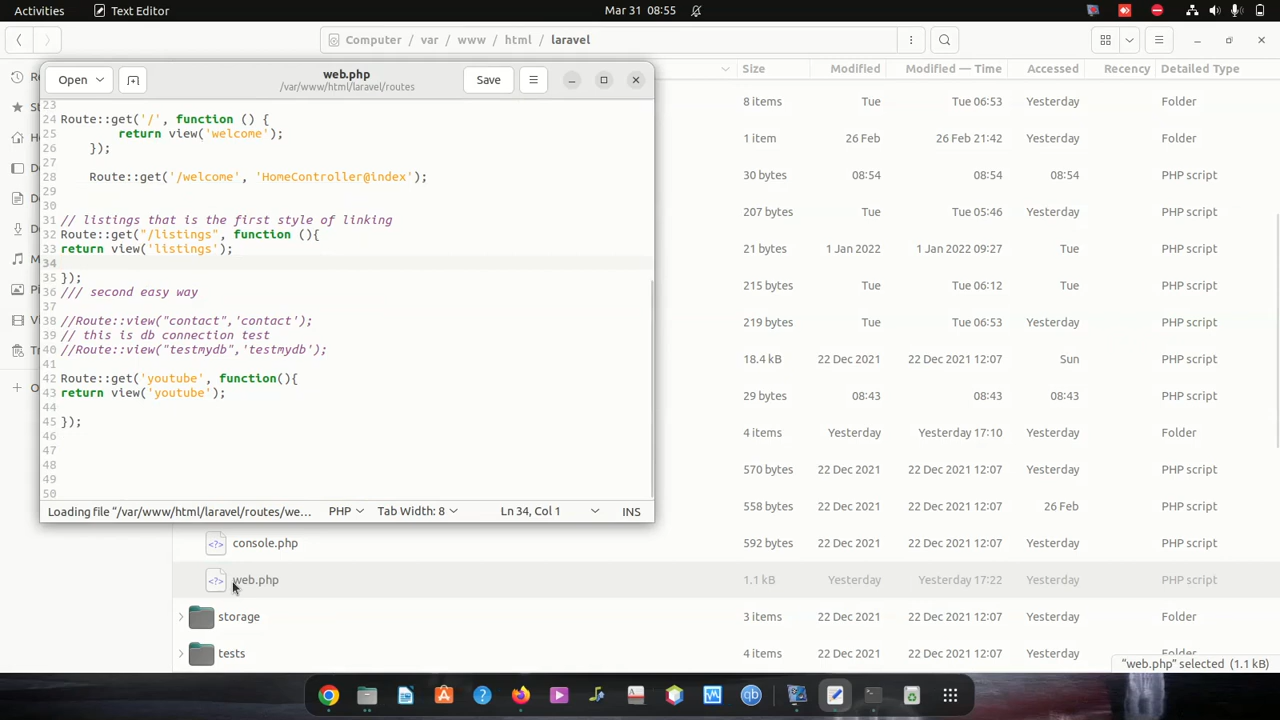 Activities
Text Editor
Mar 31 08:55
Computer / var / www / html / laravel
Open
web.php
/var/www/html/laravel/routes
Save
23
24 Route::get('/', function () {
25 return view('welcome');
26 });
27
28 Route::get('/welcome', 'HomeController@index');
29
30
31 // listings that is the first style of linking
32 Route::get("/listings", function (){
33 return view('listings');
34
35 });
36 /// second easy way
37
38 //Route::view("contact",'contact');
39 // this is db connection test
40 //Route::view("testmydb",'testmydb');
41
42 Route::get('youtube', function(){
43 return view('youtube');
44
45 });
46
47
48
49
50
Loading file “/var/www/html/laravel/routes/we… PHP Tab Width: 8 Ln 34, Col 1 INS
Size Modified Modified — Time Accessed Recency Detailed Type
8 items Tue Tue 06:53 Yesterday Folder
1 item 26 Feb 26 Feb 21:42 Yesterday Folder
30 bytes 08:54 08:54 08:54 PHP script
207 bytes Tue Tue 05:46 Yesterday PHP script
21 bytes 1 Jan 2022 1 Jan 2022 09:27 Tue PHP script
215 bytes Tue Tue 06:12 Tue PHP script
219 bytes Tue Tue 06:53 Yesterday PHP script
18.4 kB 22 Dec 2021 22 Dec 2021 12:07 Sun PHP script
29 bytes 08:43 08:43 08:43 PHP script
4 items Yesterday Yesterday 17:10 Yesterday Folder
570 bytes 22 Dec 2021 22 Dec 2021 12:07 Yesterday PHP script
558 bytes 22 Dec 2021 22 Dec 2021 12:07 26 Feb PHP script
console.php 592 bytes 22 Dec 2021 22 Dec 2021 12:07 Yesterday PHP script
web.php 1.1 kB Yesterday Yesterday 17:22 Yesterday PHP script
storage 3 items 22 Dec 2021 22 Dec 2021 12:07 Yesterday Folder
tests 4 items 22 Dec 2021 22 Dec 2021 12:07 Yesterday Folder
“web.php” selected (1.1 kB)
qb